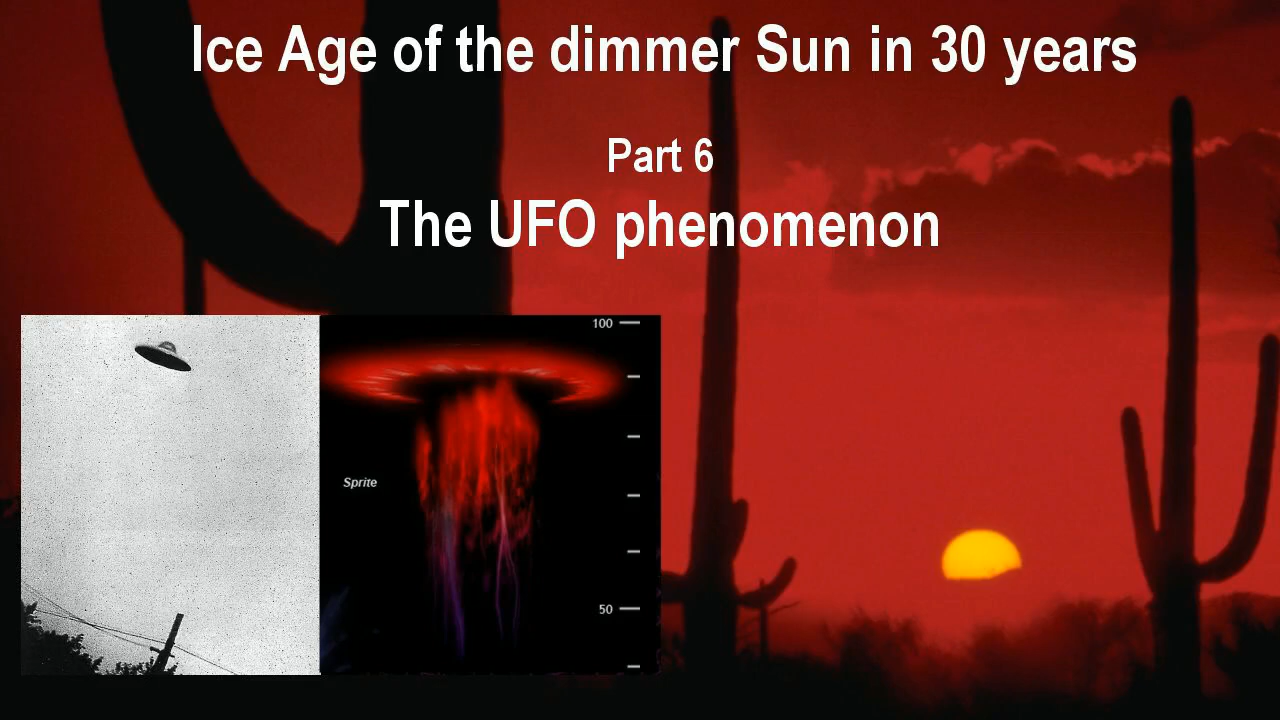 Ice Age of the dimmer Sun in 30 years
Part 6
The UFO phenomenon
100
Sprite
50